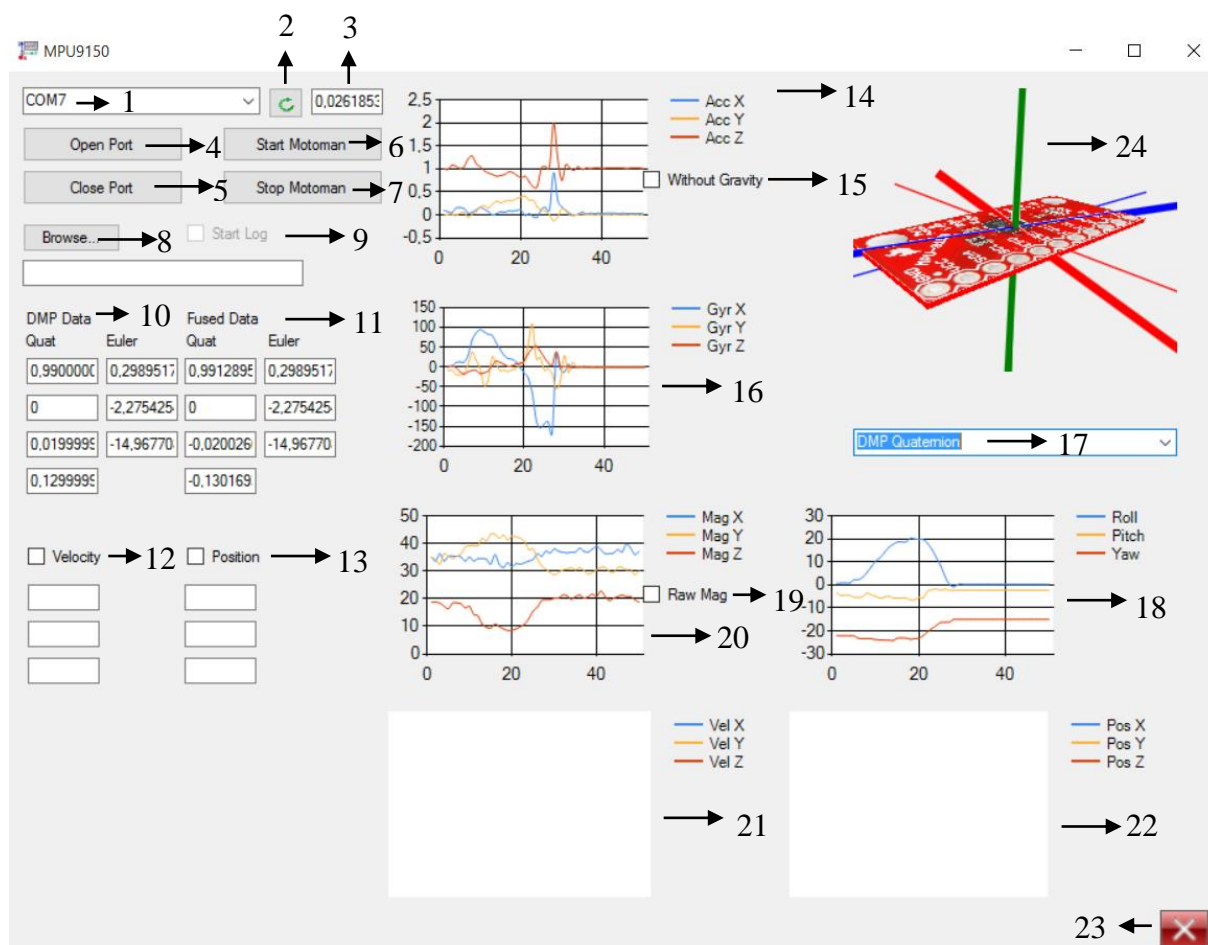 2 3
MPU9150
COM7 1 0,0261853
Open Port 4 Start Motoman 6
Close Port 5 Stop Motoman 7
Browse... 8 Start Log 9
DMP Data 10 Fused Data 11
Quat Euler Quat Euler
0,9900000 0,2989517 0,9912895 0,2989517
0 -2,275425 0 -2,275425
0,0199999 -14,96770 -0,020026 -14,96770
0,1299999 -0,130169
Velocity 12 Position 13
2,5
2
1,5
1
0,5
0
-0,5
0 20 40
Acc X 14
Acc Y
Acc Z
Without Gravity 15
24
150
100
50
0
-50
-100
-150
-200
0 20 40
Gyr X
Gyr Y
Gyr Z
16
DMP Quaternion 17
50
40
30
20
10
0
0 20 40
Mag X
Mag Y
Mag Z
Raw Mag 19
20
30
20
10
0
-10
-20
-30
0 20 40
Roll
Pitch
Yaw
18
Vel X
Vel Y
Vel Z
21
Pos X
Pos Y
Pos Z
22
23